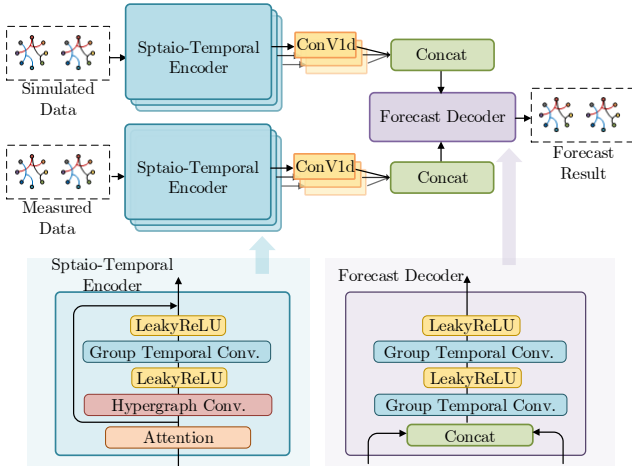 Sptaio-Temporal
Encoder
ConV1d
Concat
Simulated
Data
Forecast Decoder
Forecast
Result
Sptaio-Temporal
Encoder
ConV1d
Concat
Measured
Data
Sptaio-Temporal
Encoder
LeakyReLU
Group Temporal Conv.
LeakyReLU
Hypergraph Conv.
Attention
Forecast Decoder
LeakyReLU
Group Temporal Conv.
LeakyReLU
Group Temporal Conv.
Concat